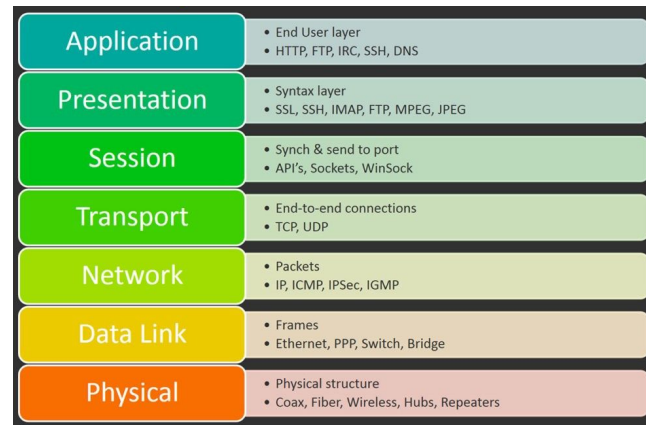 Application
• End User layer
• HTTP, FTP, IRC, SSH, DNS
Presentation
• Syntax layer
• SSL, SSH, IMAP, FTP, MPEG, JPEG
Session
• Synch & send to port
• API's, Sockets, WinSock
Transport
• End-to-end connections
• TCP, UDP
Network
• Packets
• IP, ICMP, IPSec, IGMP
Data Link
• Frames
• Ethernet, PPP, Switch, Bridge
Physical
• Physical structure
• Coax, Fiber, Wireless, Hubs, Repeaters